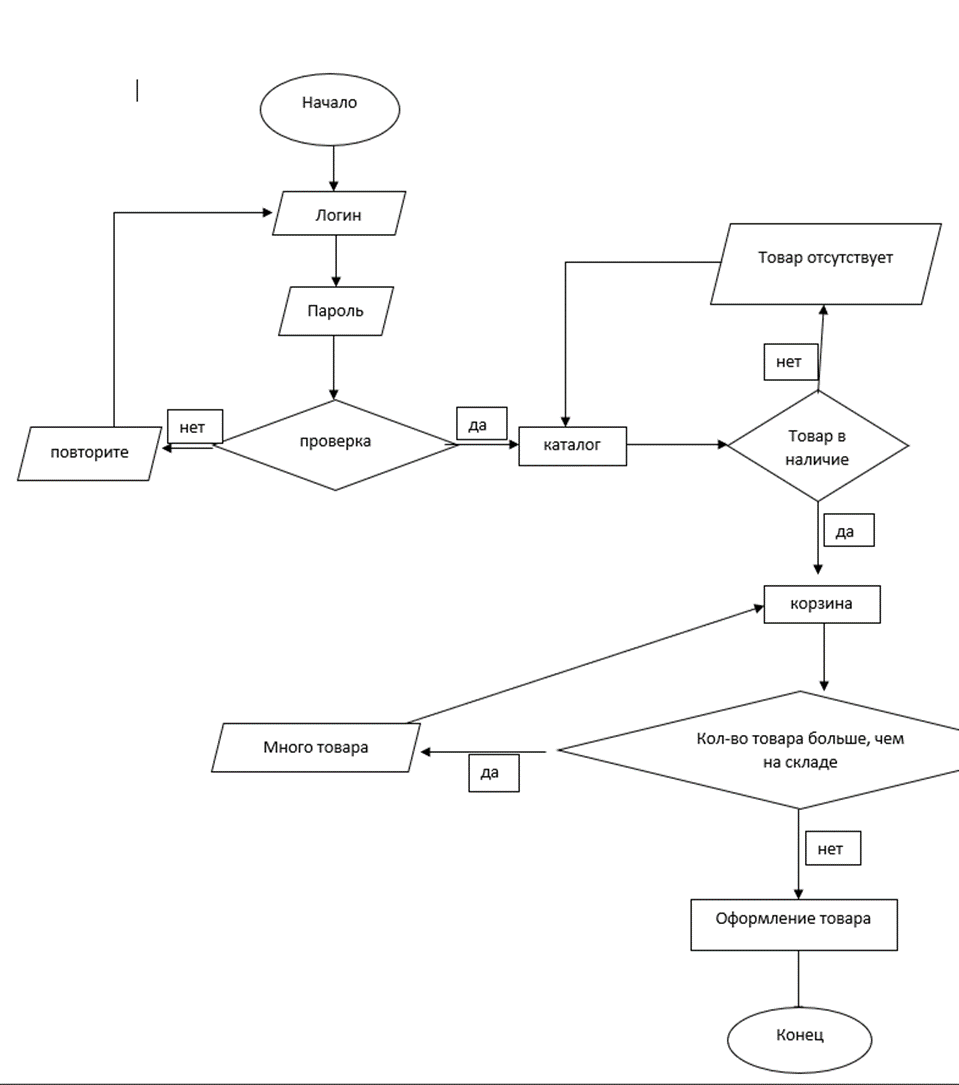 Начало
Логин
Пароль
проверка
нет
повторите
да
каталог
Товар в
наличие
нет
Товар отсутствует
да
корзина
Кол-во товара больше, чем
на складе
да
Много товара
нет
Оформление товара
Конец